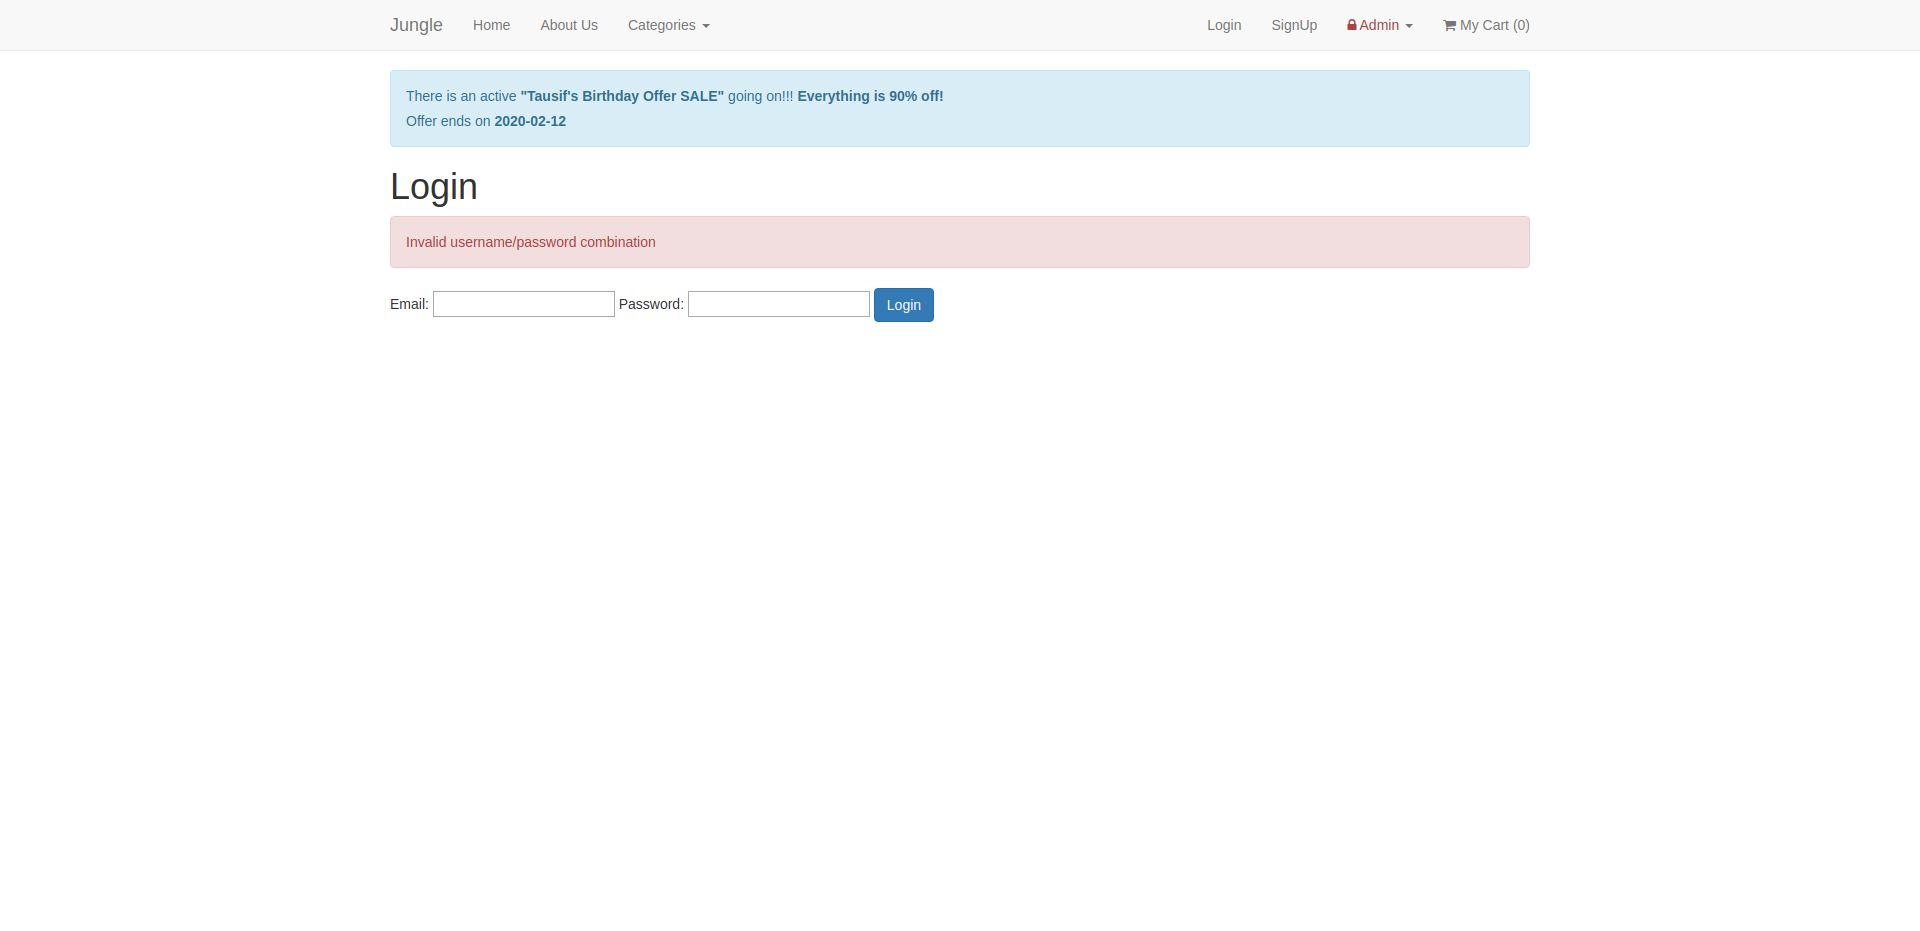 Jungle Home About Us Categories Login SignUp Admin My Cart (0)
There is an active "Tausif's Birthday Offer SALE" going on!!! Everything is 90% off!
Offer ends on 2020-02-12
Login
Invalid username/password combination
Email: Password: Login